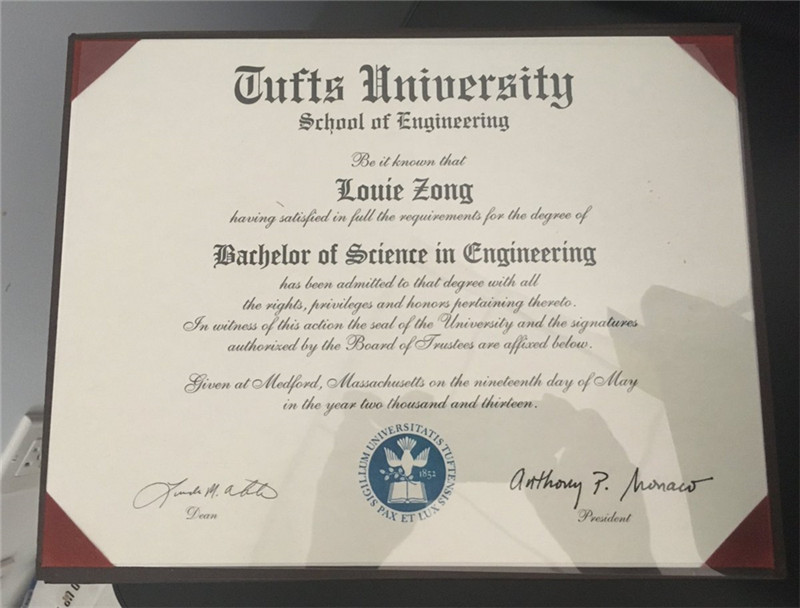 Tufts University
School of Engineering
Be it known that
Louie Zong
having satisfied in full the requirements for the degree of
Bachelor of Science in Engineering
has been admitted to that degree with all
the rights, privileges and honors pertaining thereto.
In witness of this action the seal of the University and the signatures
authorized by the Board of Trustees are affixed below.
Given at Medford, Massachusetts on the nineteenth day of May
in the year two thousand and thirteen.
SIGILLUM UNIVERSITATIS TUFTENSIS
1852
PAX ET LUX
Anthony P. Monaco
Dean
President